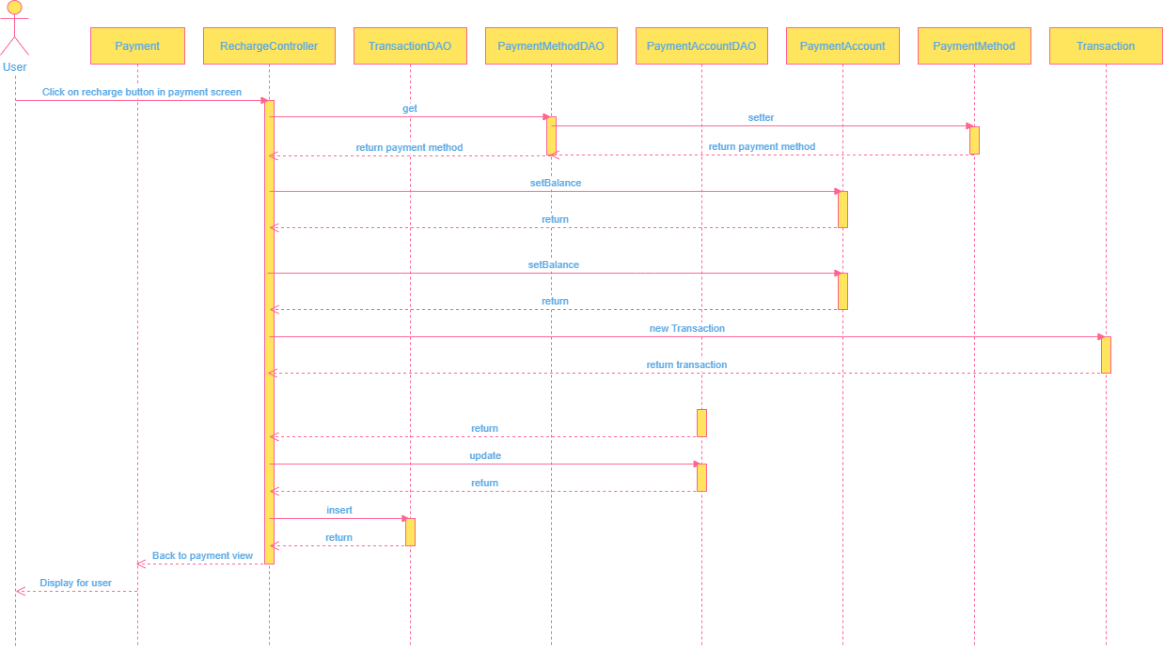 User
Payment
RechargeController
TransactionDAO
PaymentMethodDAO
PaymentAccountDAO
PaymentAccount
PaymentMethod
Transaction
Click on recharge button in payment screen
get
setter
return payment method
return payment method
setBalance
return
setBalance
return
new Transaction
return transaction
return
update
return
insert
return
Back to payment view
Display for user